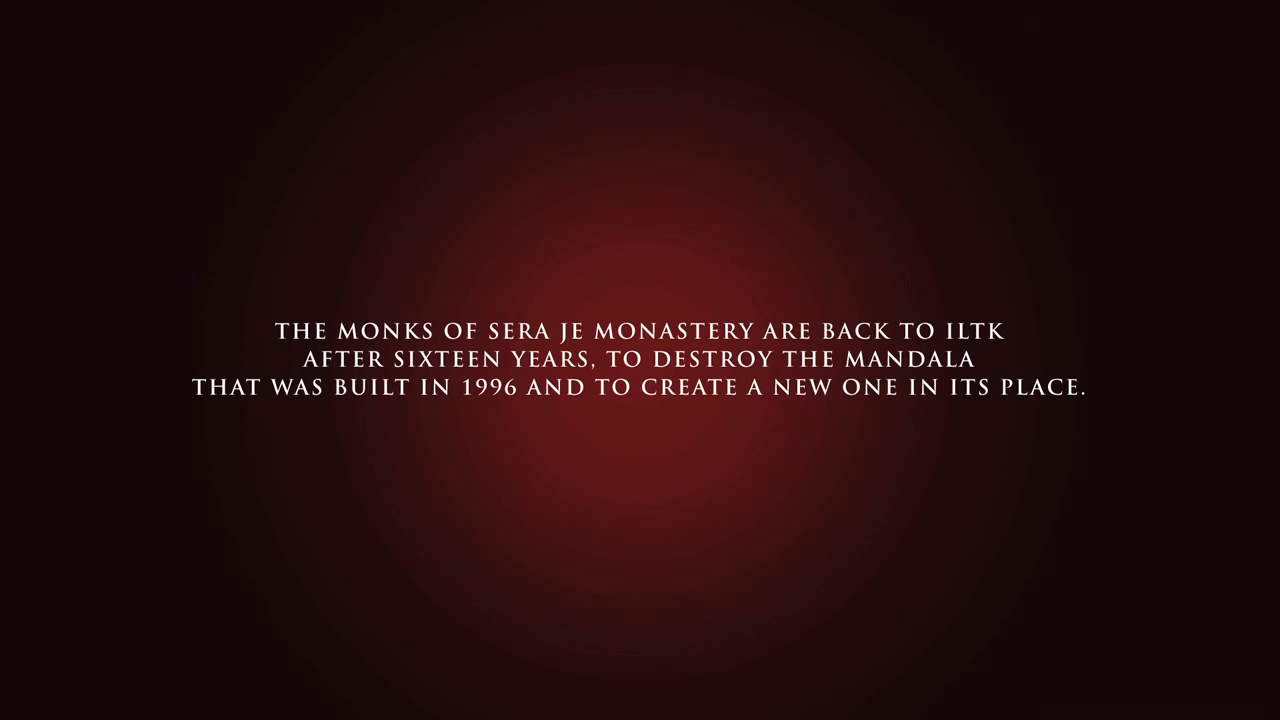 THE MONKS OF SERA JE MONASTERY ARE BACK TO ILTK
AFTER SIXTEEN YEARS, TO DESTROY THE MANDALA
THAT WAS BUILT IN 1996 AND TO CREATE A NEW ONE IN ITS PLACE.